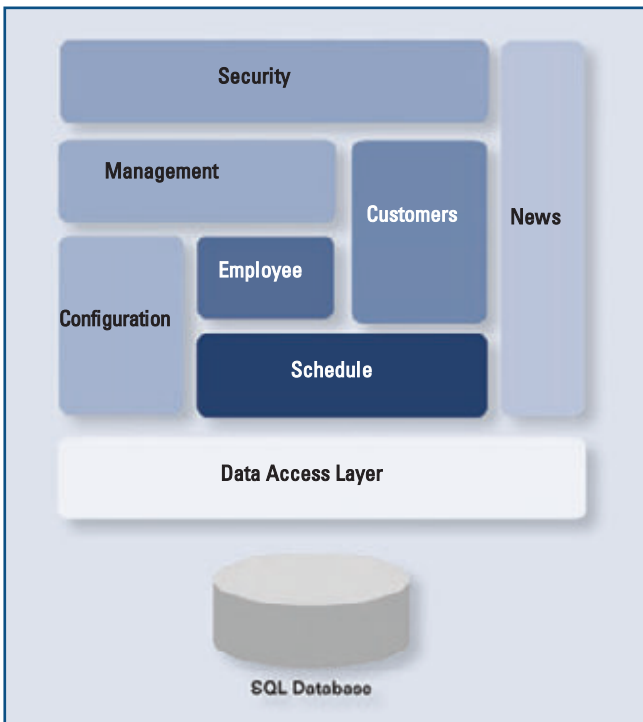 Security
Management
Customers
News
Employee
Configuration
Schedule
Data Access Layer
SQL Database